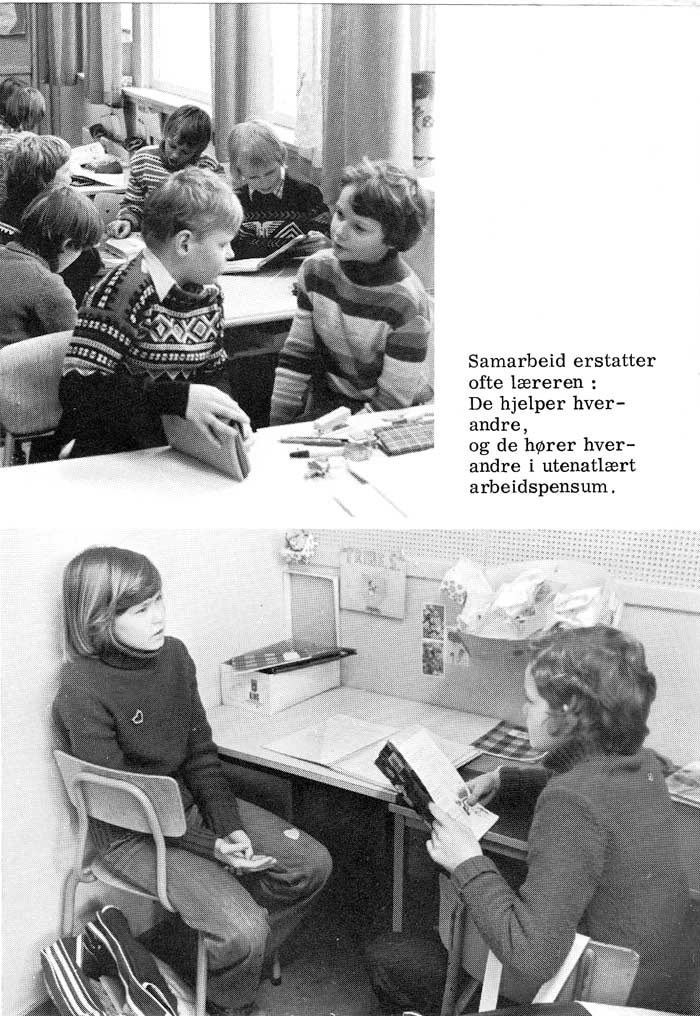 Samarbeid erstatter
ofte læreren :
De hjelper hver-
andre,
og de hører hver-
andre i utenatlært
arbeidspensum.